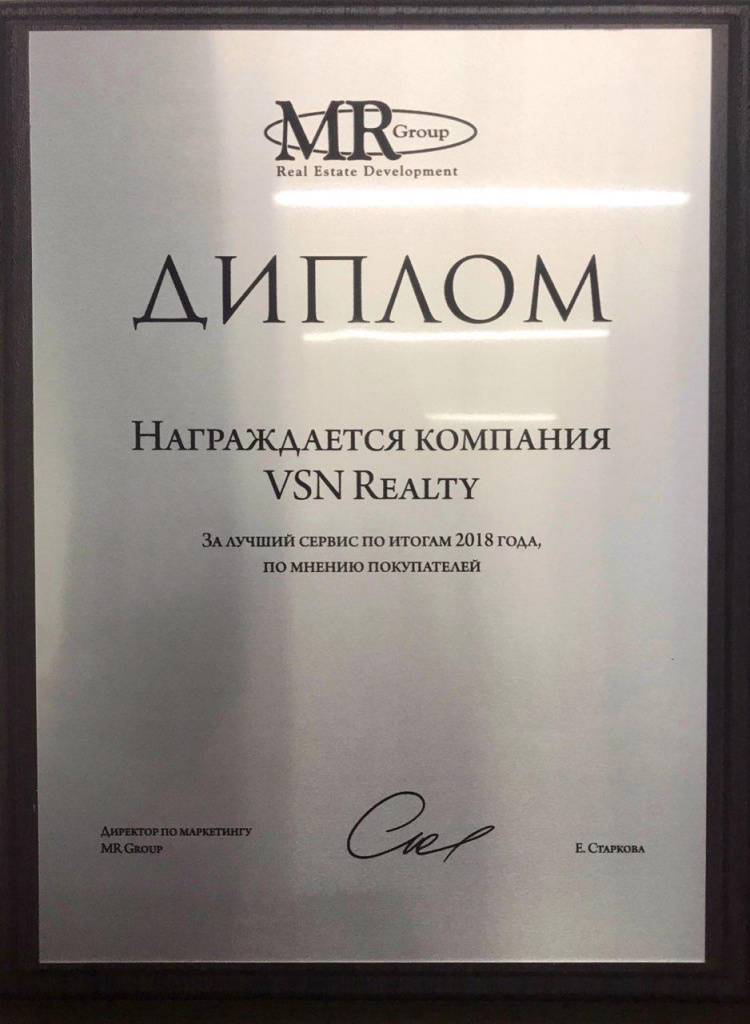 MR Group
Real Estate Development
ДИПЛОМ
Награждается компания
VSN Realty
За лучший сервис по итогам 2018 года,
по мнению покупателей
Директор по маркетингу
MR Group
Е. Старкова